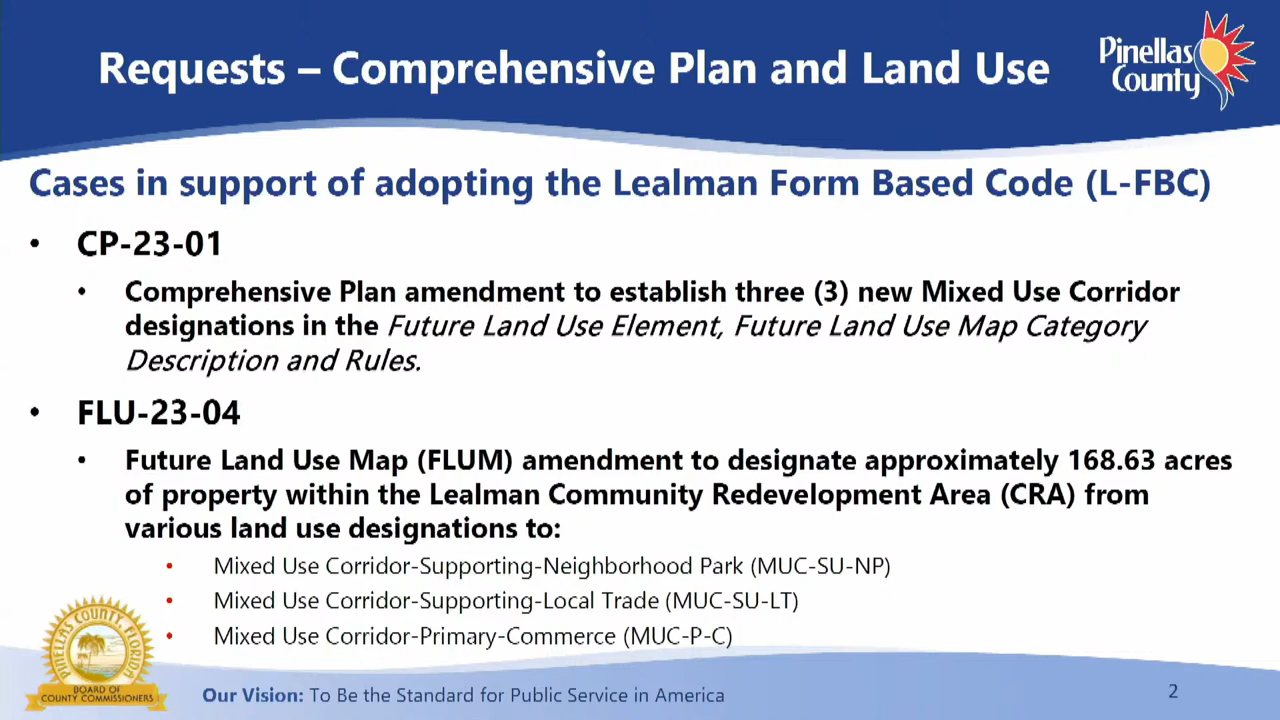 Requests – Comprehensive Plan and Land Use
Pinellas
County
Cases in support of adopting the Lealman Form Based Code (L-FBC)
• CP-23-01
• Comprehensive Plan amendment to establish three (3) new Mixed Use Corridor
designations in the Future Land Use Element, Future Land Use Map Category
Description and Rules.
• FLU-23-04
• Future Land Use Map (FLUM) amendment to designate approximately 168.63 acres
of property within the Lealman Community Redevelopment Area (CRA) from
various land use designations to:
• Mixed Use Corridor-Supporting-Neighborhood Park (MUC-SU-NP)
• Mixed Use Corridor-Supporting-Local Trade (MUC-SU-LT)
• Mixed Use Corridor-Primary-Commerce (MUC-P-C)
PINELLAS COUNTY, FLORIDA
BOARD OF
COUNTY COMMISSIONERS
Our Vision: To Be the Standard for Public Service in America
2